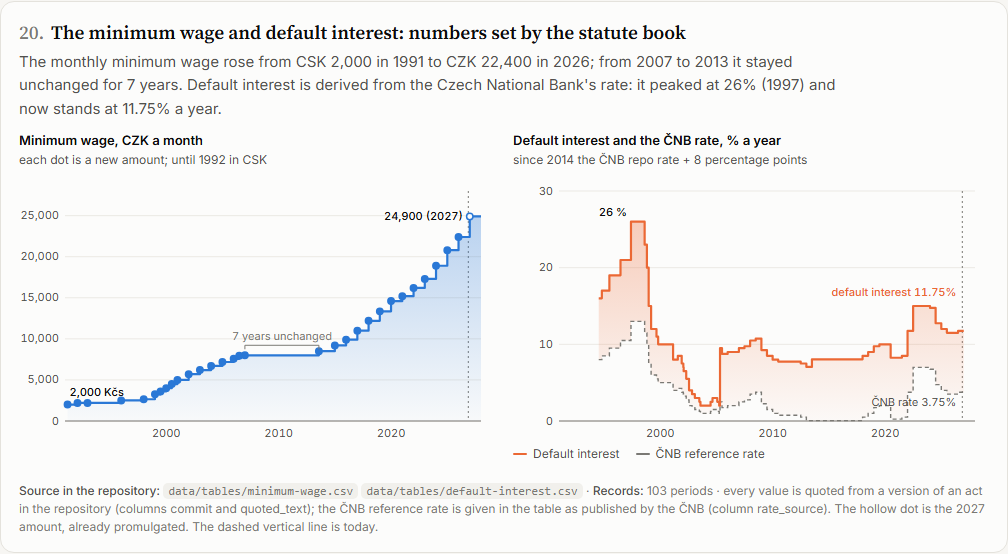 20. The minimum wage and default interest: numbers set by the statute book
The monthly minimum wage rose from CSK 2,000 in 1991 to CZK 22,400 in 2026; from 2007 to 2013 it stayed
unchanged for 7 years. Default interest is derived from the Czech National Bank's rate: it peaked at 26% (1997) and
now stands at 11.75% a year.
Minimum wage, CZK a month
each dot is a new amount; until 1992 in CSK
25,000
20,000
15,000
10,000
5,000
0
24,900 (2027)
7 years unchanged
2,000 Kčs
2000
2010
2020
Default interest and the ČNB rate, % a year
since 2014 the ČNB repo rate + 8 percentage points
30
20
10
0
26 %
default interest 11.75%
ČNB rate 3.75%
2000
2010
2020
Default interest
ČNB reference rate
Source in the repository: data/tables/minimum-wage.csv data/tables/default-interest.csv · Records: 103 periods · every value is quoted from a version of an act
in the repository (columns commit and quoted_text); the ČNB reference rate is given in the table as published by the ČNB (column rate_source). The hollow dot is the 2027
amount, already promulgated. The dashed vertical line is today.